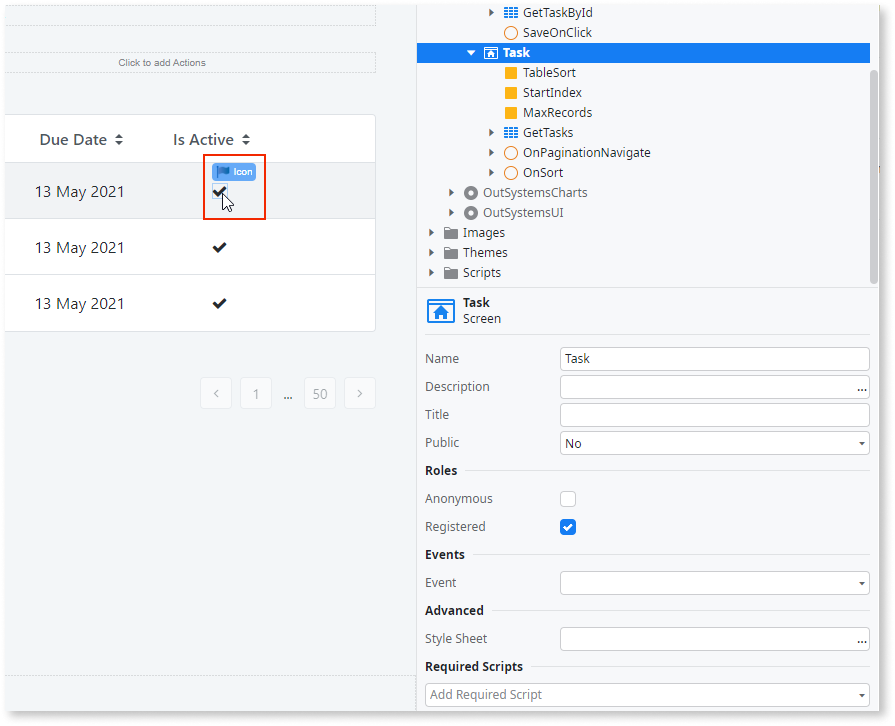 Click to add Actions
Due Date
Is Active
Icon
13 May 2021
13 May 2021
13 May 2021
1
...
50
GetTaskById
SaveOnClick
Task
TableSort
StartIndex
MaxRecords
GetTasks
OnPaginationNavigate
OnSort
OutSystemsCharts
OutSystemsUI
Images
Themes
Scripts
Task
Screen
Name
Task
Description
...
Title
Public
No
Roles
Anonymous
Registered
Events
Event
Advanced
Style Sheet
...
Required Scripts
Add Required Script